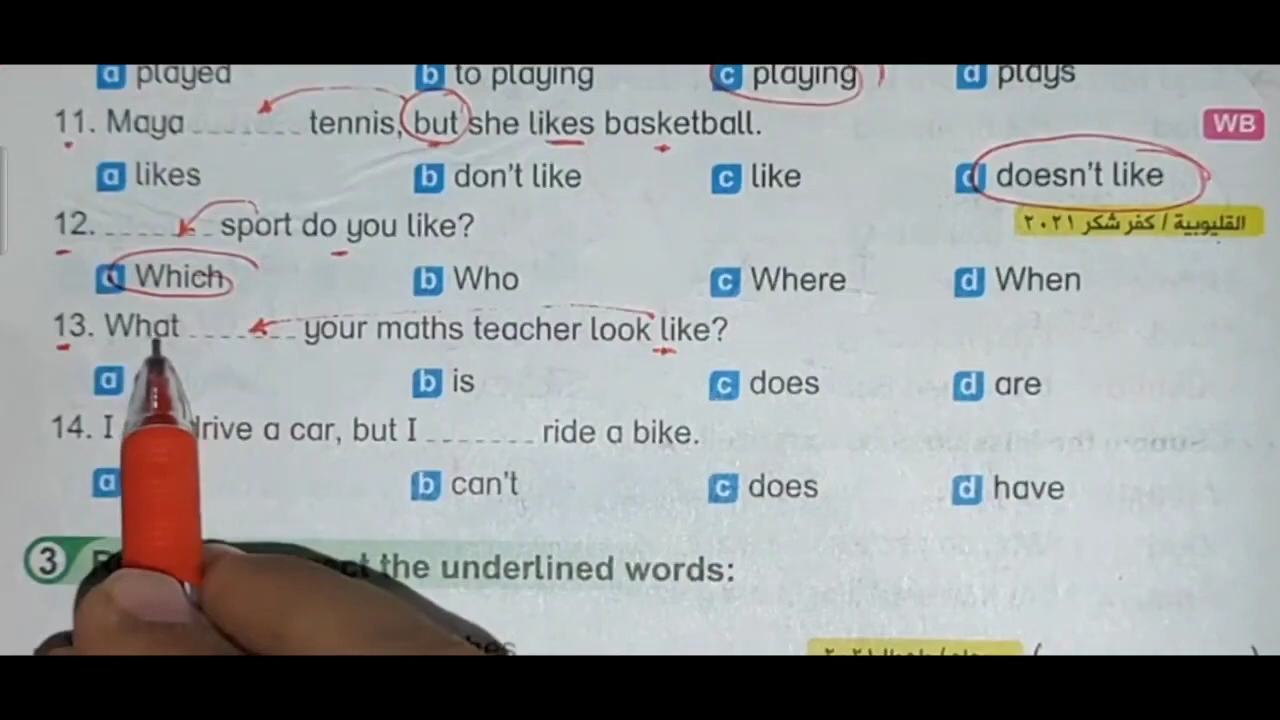 a played b to playing c playing d plays
11. Maya ........ tennis, but she likes basketball. WB
a likes b don't like c like d doesn't like
12. ........ sport do you like? القليوبية / كفر شكر ٢٠٢١
a Which b Who c Where d When
13. What ........ your maths teacher look like?
a b is c does d are
14. I drive a car, but I ........ ride a bike.
a b can't c does d have
3 the underlined words: